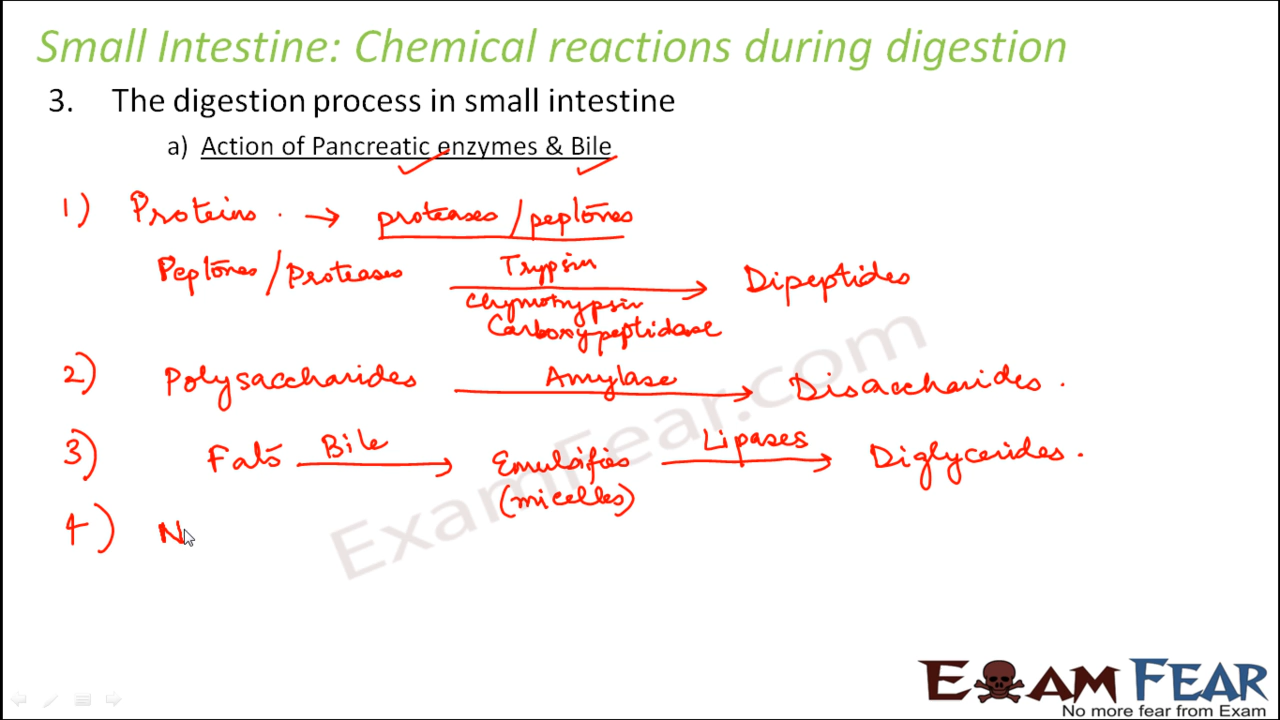 Small Intestine: Chemical reactions during digestion
3. The digestion process in small intestine
a) Action of Pancreatic enzymes & Bile
1) Proteins. → proteases/peptones
Peptones/Proteases Trypsin Chymotrypsin Carboxypeptidase → Dipeptides
2) Polysaccharides Amylase → Disaccharides.
3) Fats Bile → Emulsifies (micelles) Lipases → Diglycerides.
4) N
ExamFear.com
EXAM FEAR
No more fear from Exam